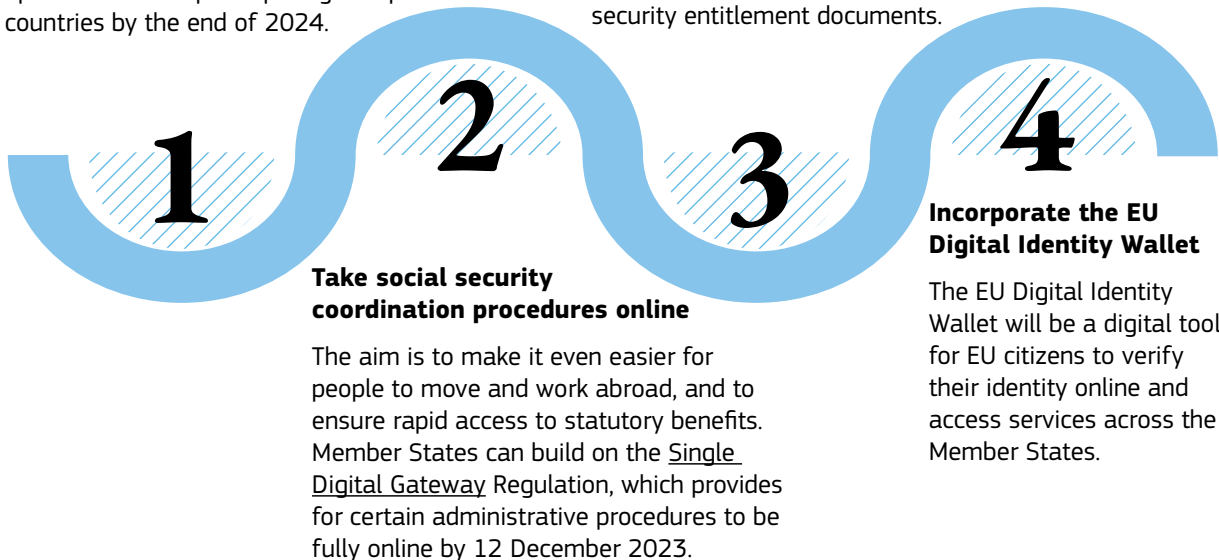 countries by the end of 2024.
security entitlement documents.
1
2
3
4
Take social security
coordination procedures online
The aim is to make it even easier for
people to move and work abroad, and to
ensure rapid access to statutory benefits.
Member States can build on the Single
Digital Gateway Regulation, which provides
for certain administrative procedures to be
fully online by 12 December 2023.
Incorporate the EU
Digital Identity Wallet
The EU Digital Identity
Wallet will be a digital tool
for EU citizens to verify
their identity online and
access services across the
Member States.